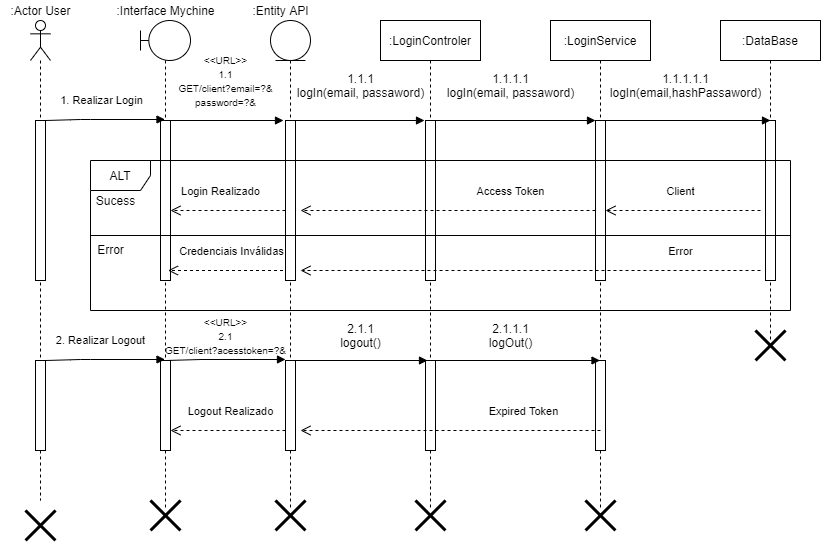 :Actor User
:Interface Mychine
:Entity API
:LoginControler
:LoginService
:DataBase
1. Realizar Login
<<URL>>
1.1
GET/client?email=?&
password=?&
1.1.1
logIn(email, passaword)
1.1.1.1
logIn(email, passaword)
1.1.1.1.1
logIn(email,hashPassaword)
ALT
Sucess
Login Realizado
Access Token
Client
Error
Credenciais Inválidas
Error
2. Realizar Logout
<<URL>>
2.1
GET/client?acesstoken=?&
2.1.1
logout()
2.1.1.1
logOut()
Logout Realizado
Expired Token